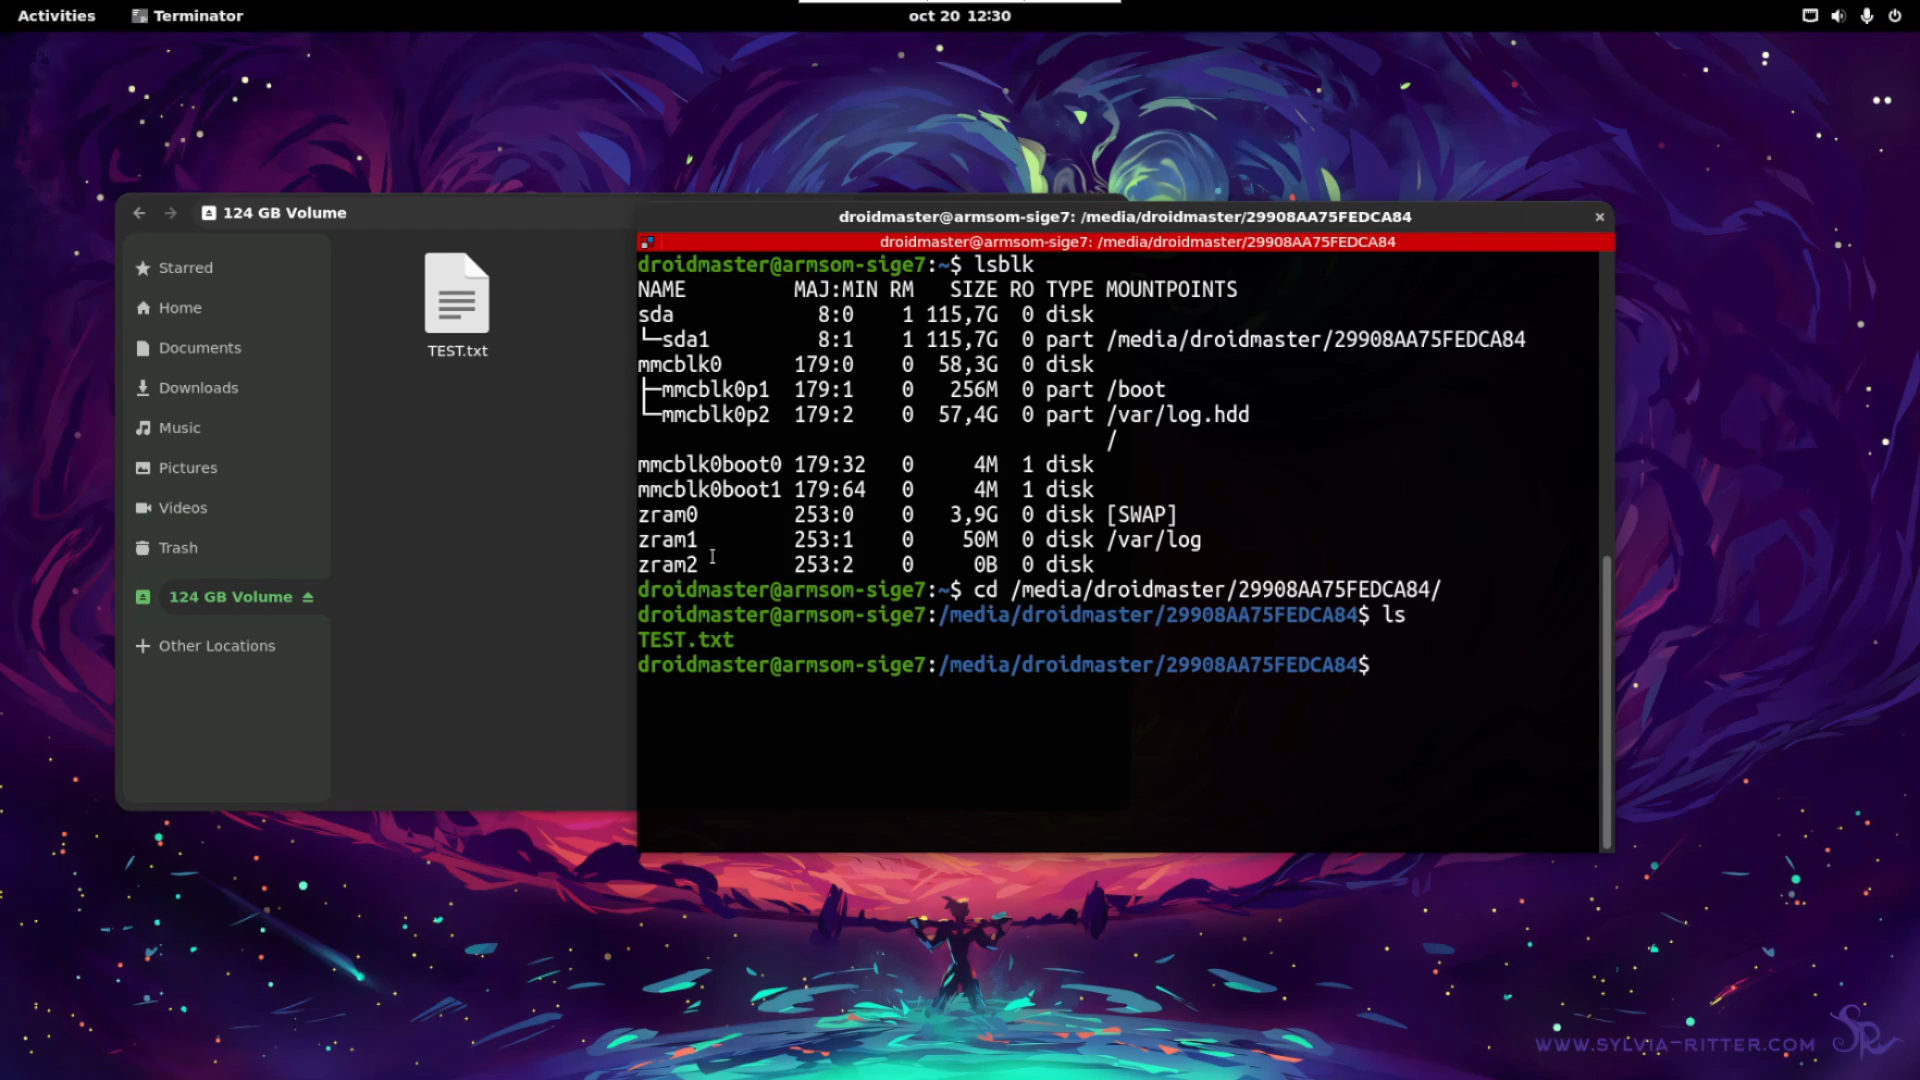 Activities
Terminator
oct 20 12:30
124 GB Volume
Starred
Home
Documents
Downloads
Music
Pictures
Videos
Trash
124 GB Volume
Other Locations
TEST.txt
droidmaster@armsom-sige7: /media/droidmaster/29908AA75FEDCA84
droidmaster@armsom-sige7: /media/droidmaster/29908AA75FEDCA84
droidmaster@armsom-sige7:~$ lsblk
NAME MAJ:MIN RM SIZE RO TYPE MOUNTPOINTS
sda 8:0 1 115,7G 0 disk
└─sda1 8:1 1 115,7G 0 part /media/droidmaster/29908AA75FEDCA84
mmcblk0 179:0 0 58,3G 0 disk
├─mmcblk0p1 179:1 0 256M 0 part /boot
└─mmcblk0p2 179:2 0 57,4G 0 part /var/log.hdd
/
mmcblk0boot0 179:32 0 4M 1 disk
mmcblk0boot1 179:64 0 4M 1 disk
zram0 253:0 0 3,9G 0 disk [SWAP]
zram1 253:1 0 50M 0 disk /var/log
zram2 253:2 0 0B 0 disk
droidmaster@armsom-sige7:~$ cd /media/droidmaster/29908AA75FEDCA84/
droidmaster@armsom-sige7:/media/droidmaster/29908AA75FEDCA84$ ls
TEST.txt
droidmaster@armsom-sige7:/media/droidmaster/29908AA75FEDCA84$
WWW.SYLVIA-RITTER.COM
SR